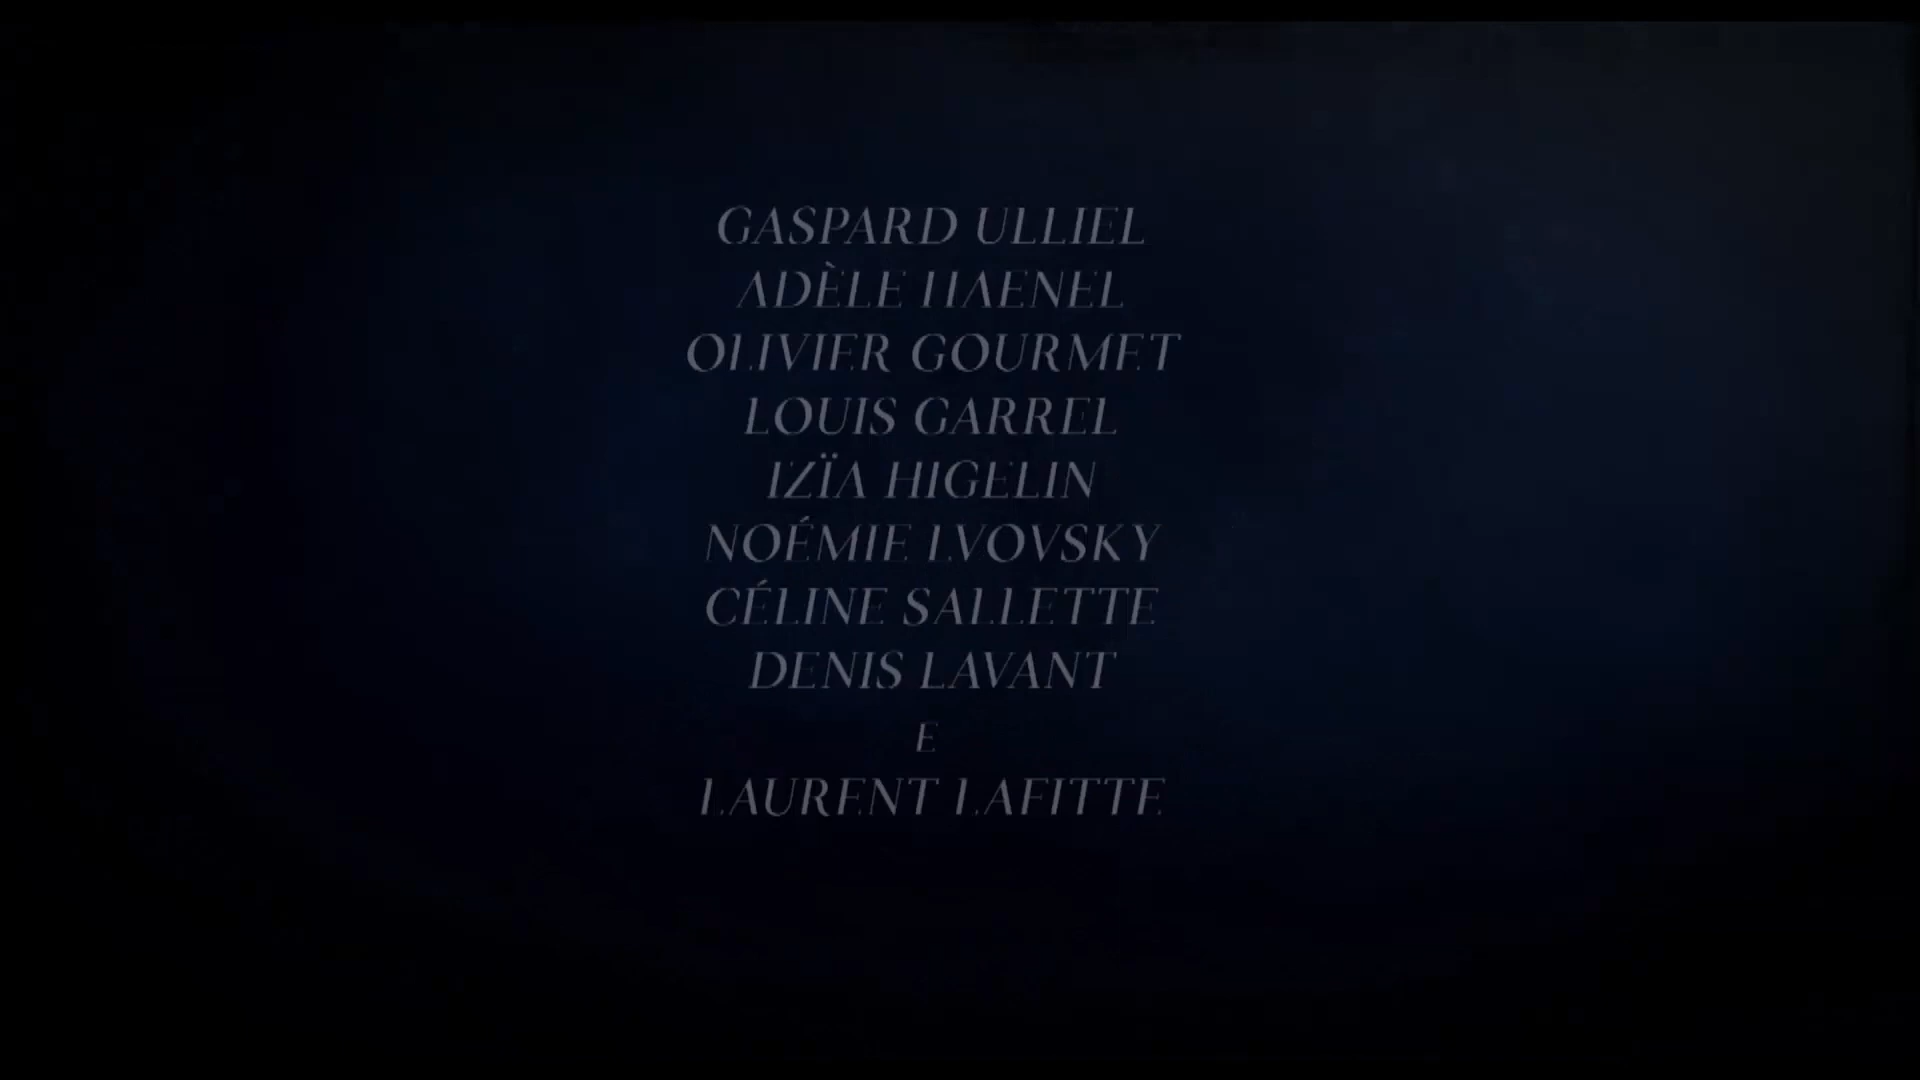 GASPARD ULLIEL
ADÈLE HAENEL
OLIVIER GOURMET
LOUIS GARREL
IZÏA HIGELIN
NOÉMIE LVOVSKY
CÉLINE SALLETTE
DENIS LAVANT
E
LAURENT LAFITTE